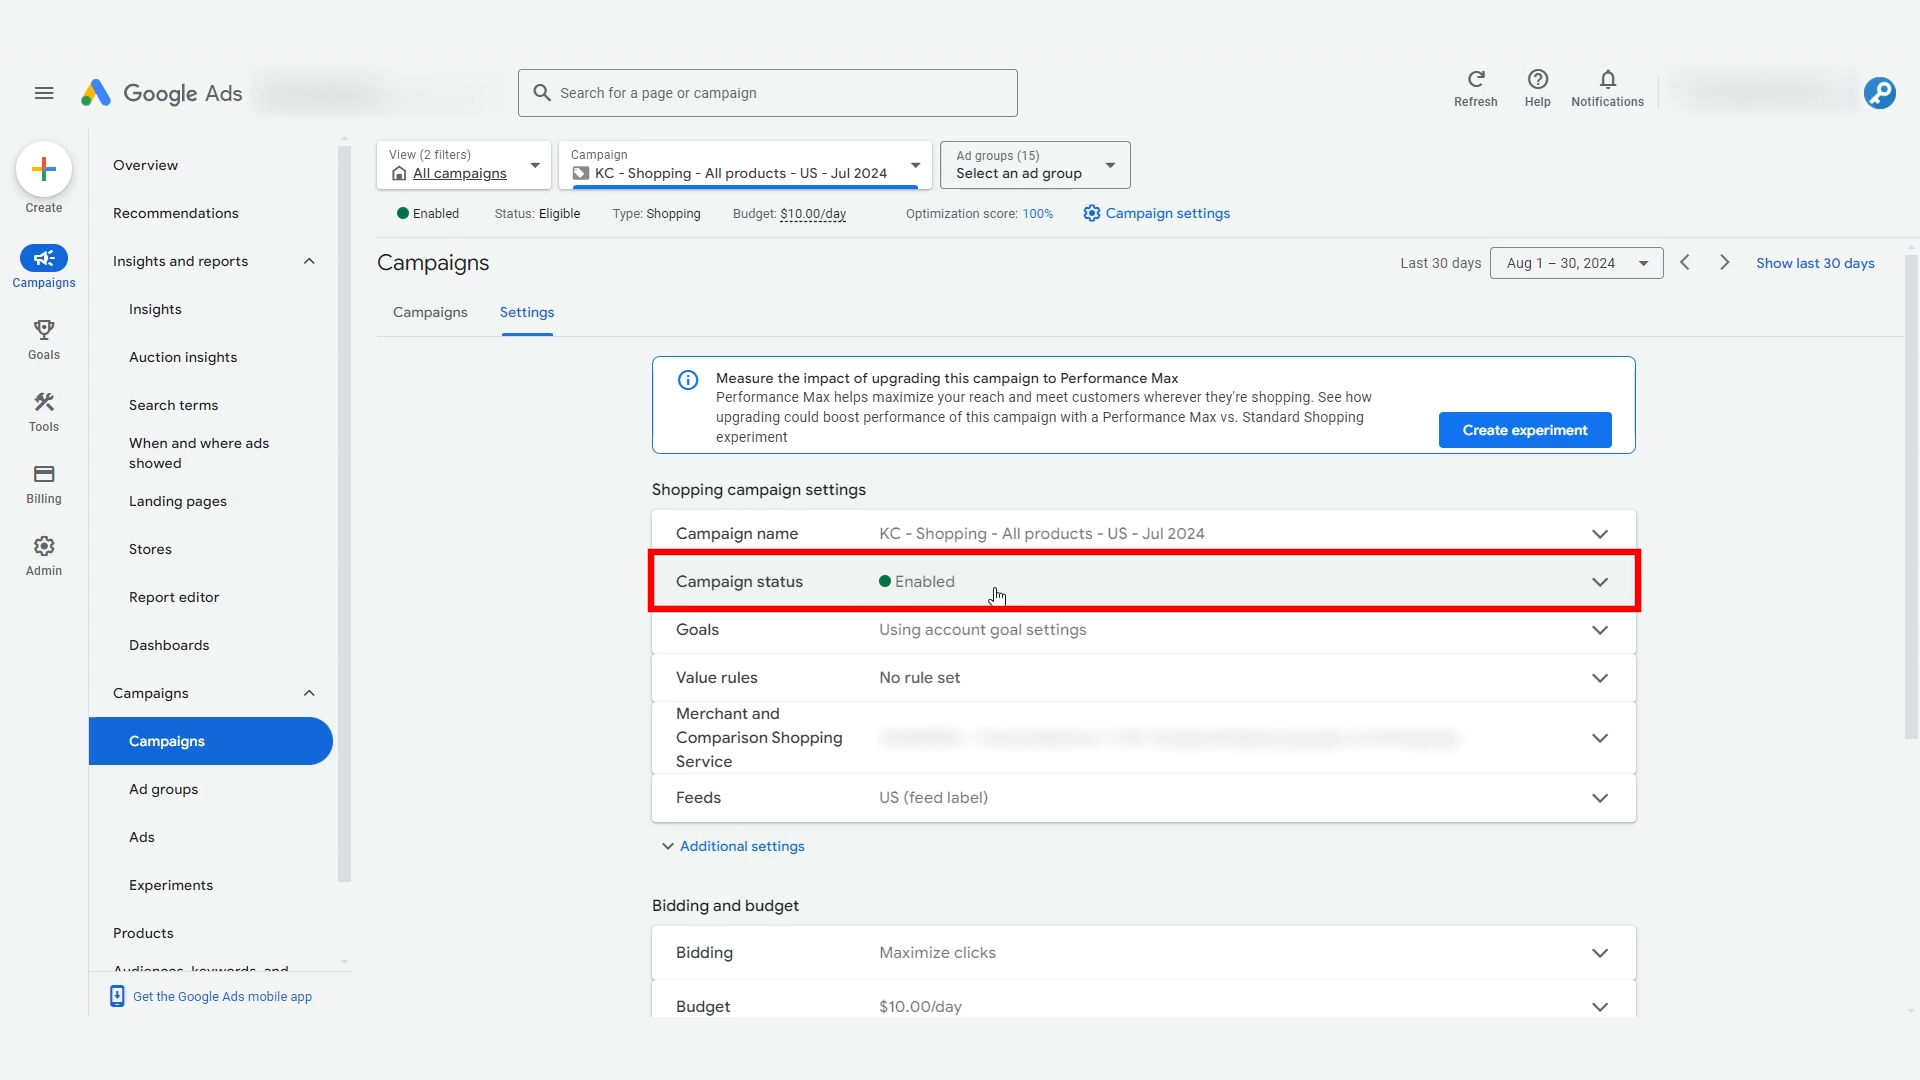 Google Ads
Search for a page or campaign
Refresh
Help
Notifications
Create
Campaigns
Goals
Tools
Billing
Admin
Overview
Recommendations
Insights and reports
Insights
Auction insights
Search terms
When and where ads
showed
Landing pages
Stores
Report editor
Dashboards
Campaigns
Campaigns
Ad groups
Ads
Experiments
Products
Audiences, keywords, and
Get the Google Ads mobile app
View (2 filters)
All campaigns
Campaign
KC - Shopping - All products - US - Jul 2024
Ad groups (15)
Select an ad group
Enabled Status: Eligible Type: Shopping Budget: $10.00/day Optimization score: 100% Campaign settings
Campaigns
Last 30 days Aug 1 – 30, 2024 Show last 30 days
Campaigns Settings
Measure the impact of upgrading this campaign to Performance Max
Performance Max helps maximize your reach and meet customers wherever they're shopping. See how
upgrading could boost performance of this campaign with a Performance Max vs. Standard Shopping
experiment
Create experiment
Shopping campaign settings
Campaign name KC - Shopping - All products - US - Jul 2024
Campaign status Enabled
Goals Using account goal settings
Value rules No rule set
Merchant and
Comparison Shopping
Service
Feeds US (feed label)
Additional settings
Bidding and budget
Bidding Maximize clicks
Budget $10.00/day